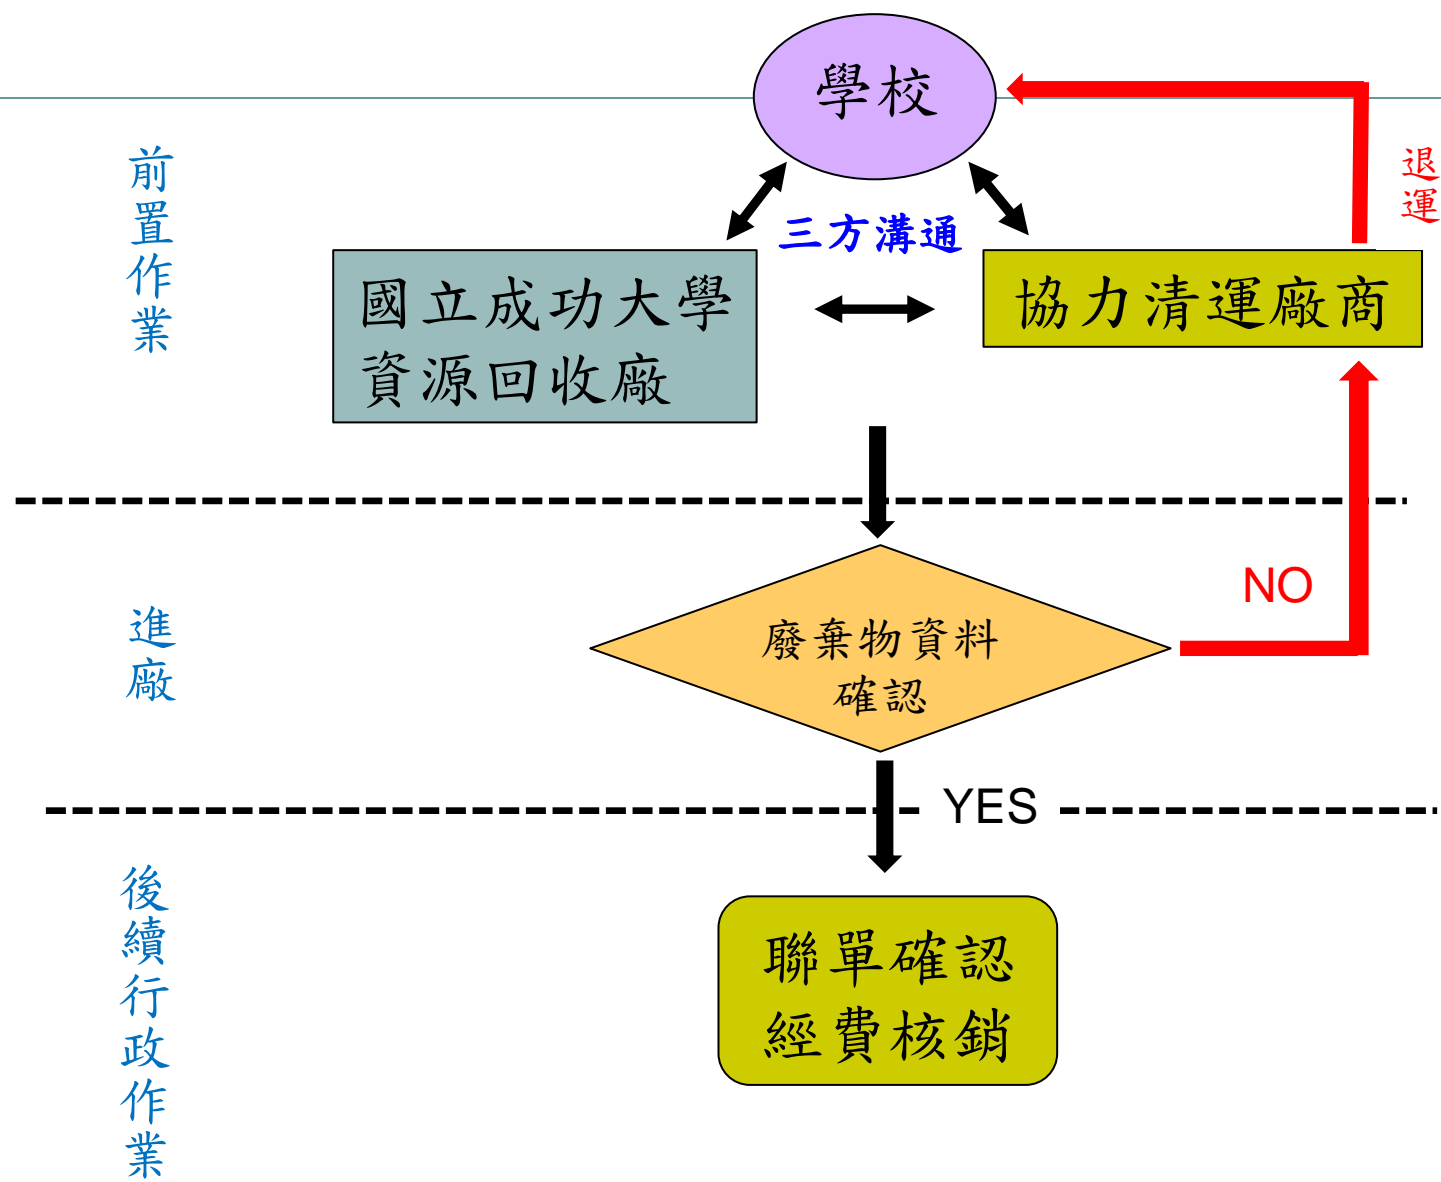 學校
前置作業
退運
三方溝通
國立成功大學
資源回收廠
協力清運廠商
NO
進廠
廢棄物資料
確認
YES
後續行政作業
聯單確認
經費核銷